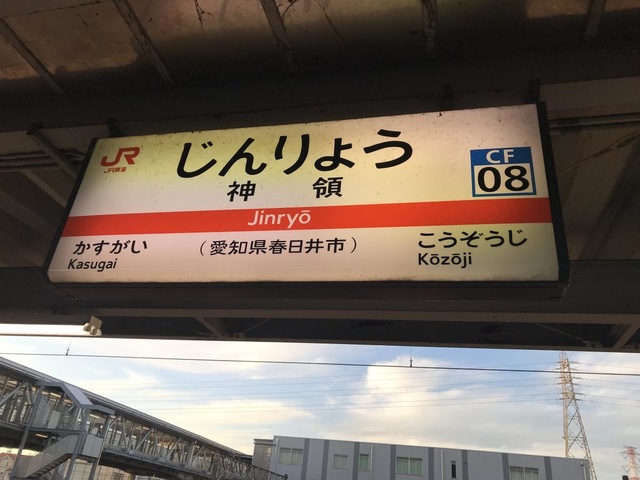 JR
JR東海
じんりょう
神領
CF
08
Jinryō
かすがい
Kasugai
（愛知県春日井市）
こうぞうじ
Kōzōji